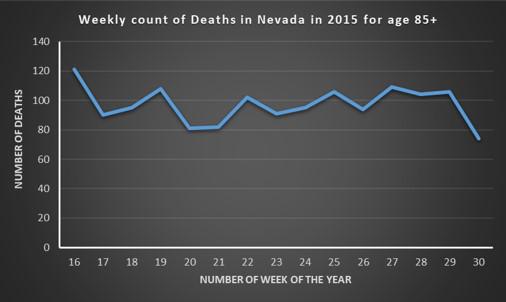 Weekly count of Deaths in Nevada in 2015 for age 85+
140
120
100
80
60
40
20
0
NUMBER OF DEATHS
16 17 18 19 20 21 22 23 24 25 26 27 28 29 30
NUMBER OF WEEK OF THE YEAR